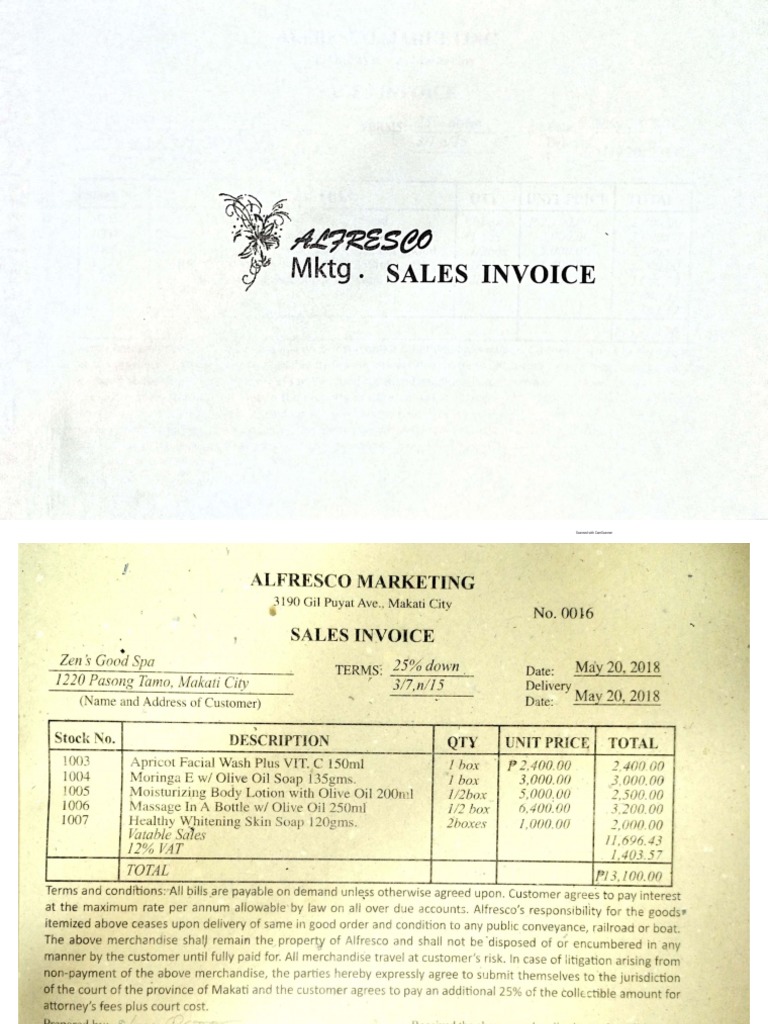 ALFRESCO
Mktg. SALES INVOICE
Scanned with CamScanner
ALFRESCO MARKETING
3190 Gil Puyat Ave., Makati City
No. 0016
SALES INVOICE
Zen's Good Spa
1220 Pasong Tamo, Makati City
(Name and Address of Customer)
TERMS: 25% down
3/7,n/15
Date: May 20, 2018
Delivery
Date: May 20, 2018
Stock No. DESCRIPTION QTY UNIT PRICE TOTAL
1003 Apricot Facial Wash Plus VIT. C 150ml 1 box ₱2,400.00 2,400.00
1004 Moringa E w/ Olive Oil Soap 135gms. 1 box 3,000.00 3,000.00
1005 Moisturizing Body Lotion with Olive Oil 200ml 1/2box 5,000.00 2,500.00
1006 Massage In A Bottle w/ Olive Oil 250ml 1/2 box 6,400.00 3,200.00
1007 Healthy Whitening Skin Soap 120gms. 2boxes 1,000.00 2,000.00
Vatable Sales 11,696.43
12% VAT 1,403.57
TOTAL ₱13,100.00
Terms and conditions: All bills are payable on demand unless otherwise agreed upon. Customer agrees to pay interest
at the maximum rate per annum allowable by law on all over due accounts. Alfresco's responsibility for the goods
itemized above ceases upon delivery of same in good order and condition to any public conveyance, railroad or boat.
The above merchandise shall remain the property of Alfresco and shall not be disposed of or encumbered in any
manner by the customer until fully paid for. All merchandise travel at customer's risk. In case of litigation arising from
non-payment of the above merchandise, the parties hereby expressly agree to submit themselves to the jurisdiction
of the court of the province of Makati and the customer agrees to pay an additional 25% of the collectible amount for
attorney's fees plus court cost.